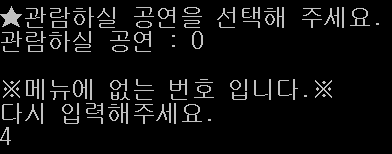 ★관람하실 공연을 선택해 주세요.
관람하실 공연 : 0
※메뉴에 없는 번호 입니다.※
다시 입력해주세요.
4